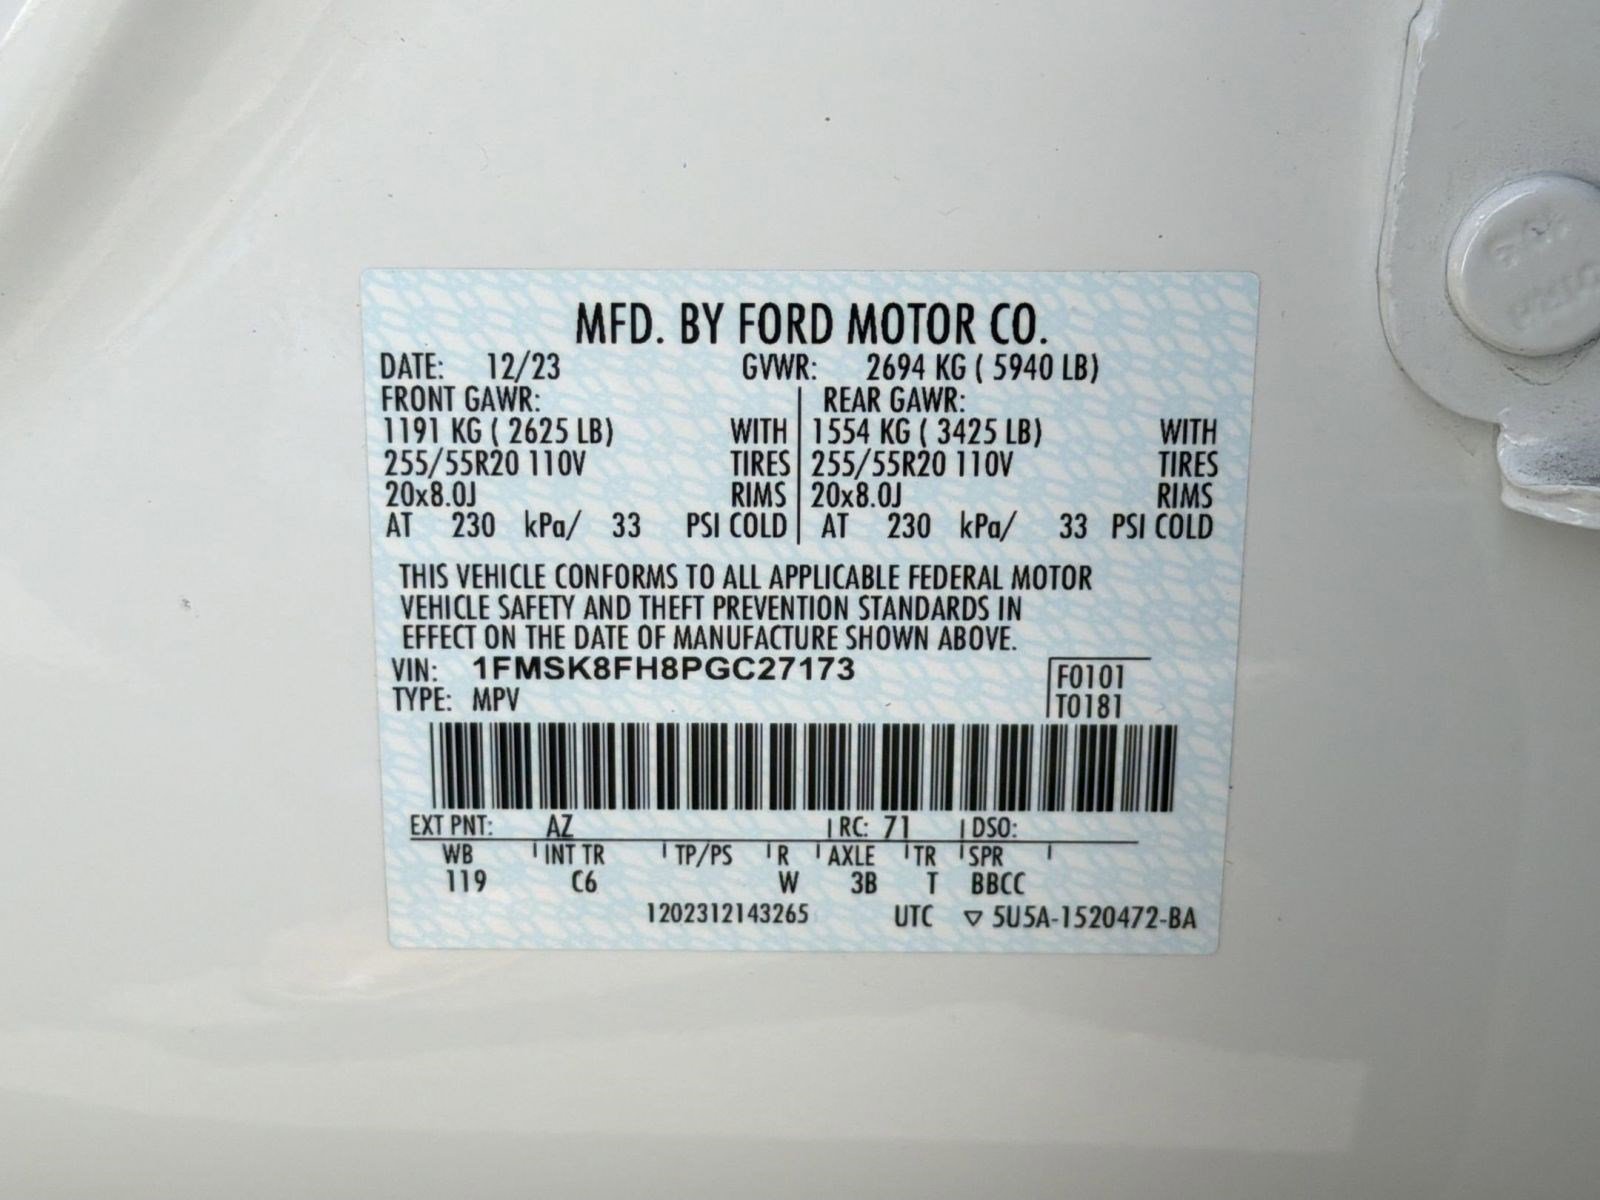 MFD. BY FORD MOTOR CO.
DATE: 12/23 GVWR: 2694 KG ( 5940 LB)
FRONT GAWR: REAR GAWR:
1191 KG ( 2625 LB) WITH 1554 KG ( 3425 LB) WITH
255/55R20 110V TIRES 255/55R20 110V TIRES
20x8.0J RIMS 20x8.0J RIMS
AT 230 kPa/ 33 PSI COLD AT 230 kPa/ 33 PSI COLD
THIS VEHICLE CONFORMS TO ALL APPLICABLE FEDERAL MOTOR
VEHICLE SAFETY AND THEFT PREVENTION STANDARDS IN
EFFECT ON THE DATE OF MANUFACTURE SHOWN ABOVE.
VIN: 1FMSK8FH8PGC27173 F0101
TYPE: MPV T0181
EXT PNT: AZ RC: 71 DSO:
WB INT TR TP/PS R AXLE TR SPR
119 C6 W 3B T BBCC
1202312143265 UTC ▽ 5U5A-1520472-BA